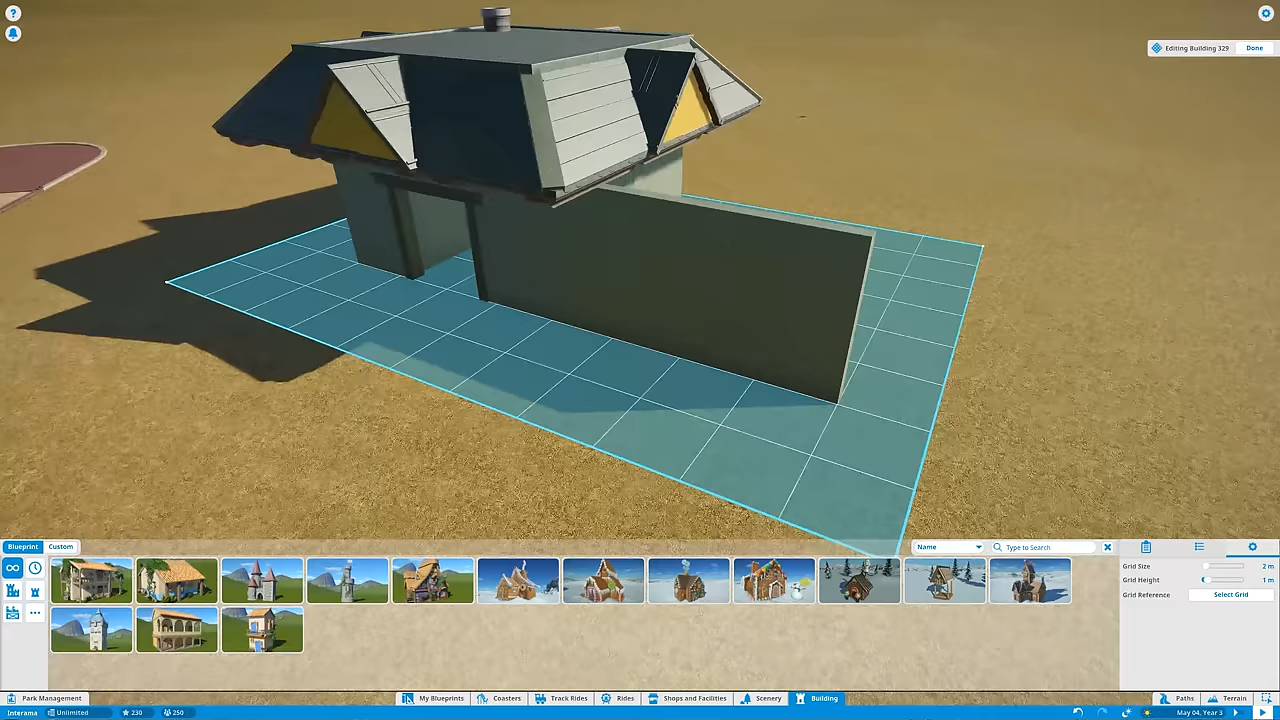 ?
Editing Building 329 Done
Blueprint Custom
Name Type to Search
Grid Size 2 m
Grid Height 1 m
Grid Reference Select Grid
Park Management My Blueprints Coasters Track Rides Rides Shops and Facilities Scenery Building Paths Terrain
Interama Unlimited 230 250 May 04, Year 3